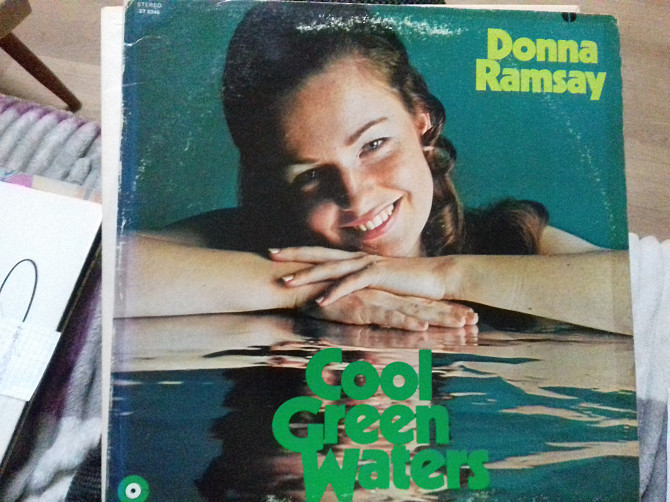 STEREO
Donna
Ramsay
Cool
Green
Waters